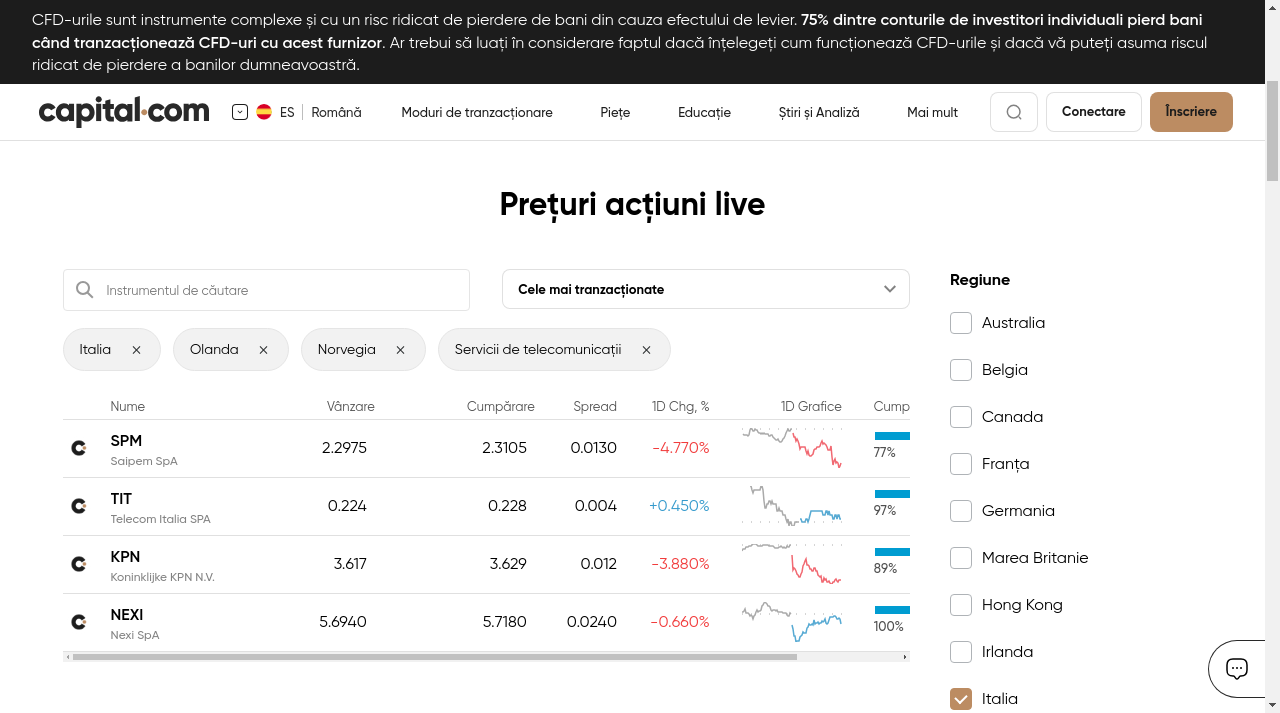 CFD-urile sunt instrumente complexe și cu un risc ridicat de pierdere de bani din cauza efectului de levier. 75% dintre conturile de investitori individuali pierd bani
când tranzacționează CFD-uri cu acest furnizor. Ar trebui să luați în considerare faptul dacă înțelegeți cum funcționează CFD-urile și dacă vă puteți asuma riscul
ridicat de pierdere a banilor dumneavoastră.
capital.com ES Română Moduri de tranzacționare Piețe Educație Știri și Analiză Mai mult Conectare Înscriere
Prețuri acțiuni live
Instrumentul de căutare
Cele mai tranzacționate
Italia
Olanda
Norvegia
Servicii de telecomunicații
Nume Vânzare Cumpărare Spread 1D Chg, % 1D Grafice Cump
SPM 2.2975 2.3105 0.0130 -4.770% 77%
Saipem SpA
TIT 0.224 0.228 0.004 +0.450% 97%
Telecom Italia SPA
KPN 3.617 3.629 0.012 -3.880% 89%
Koninklijke KPN N.V.
NEXI 5.6940 5.7180 0.0240 -0.660% 100%
Nexi SpA
Regiune
Australia
Belgia
Canada
Franța
Germania
Marea Britanie
Hong Kong
Irlanda
Italia